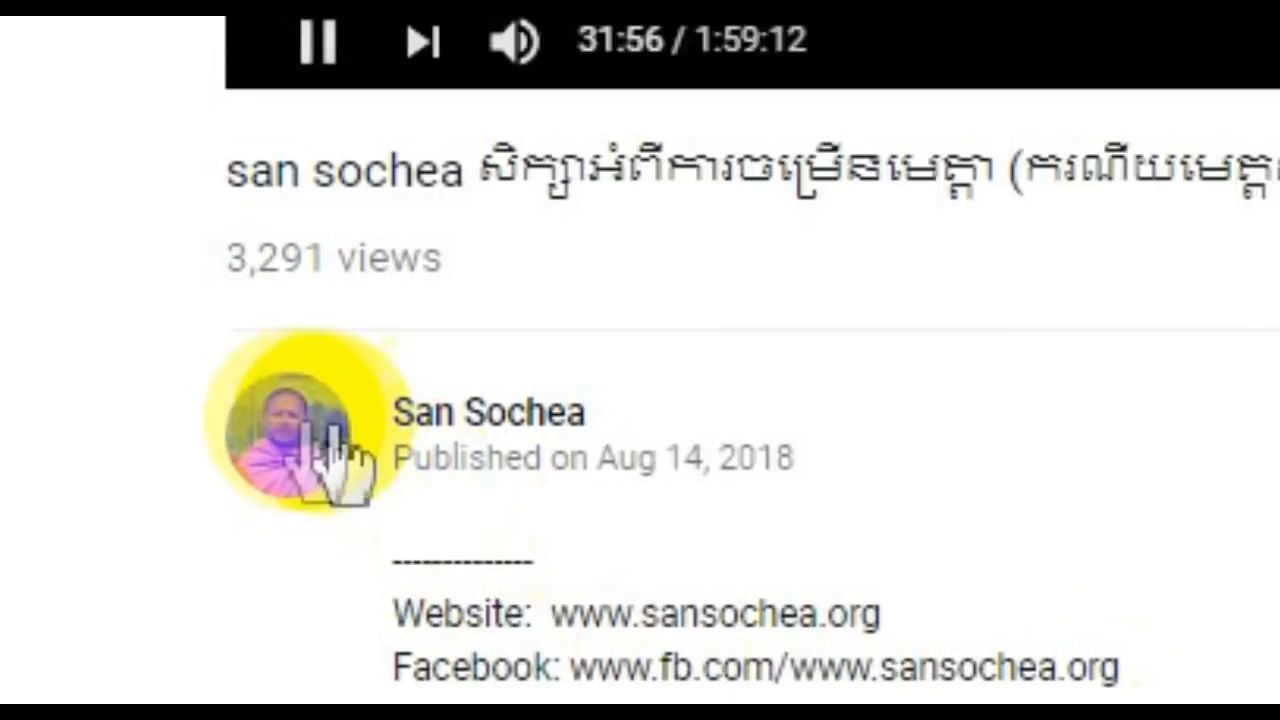 31:56 / 1:59:12
san sochea សិក្សាអំពីការចម្រើនមេត្តា (ករណីយមេត្ត
3,291 views
San Sochea
Published on Aug 14, 2018
---------------
Website: www.sansochea.org
Facebook: www.fb.com/www.sansochea.org